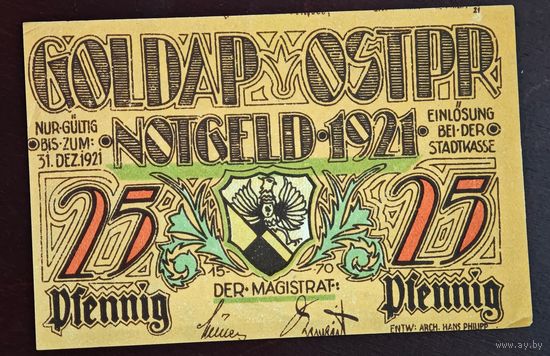 21
GOLDAP OSTPR
NUR·GÜLTIG
·BIS·ZUM:
31. DEZ. 1921
NOTGELD·1921
EINLÖSUNG
BEI·DER
STADTKASSE
25
25
15 70
Pfennig
DER·MAGISTRAT:
Pfennig
ENTW: ARCH. HANS PHILIPP
www.ay.by